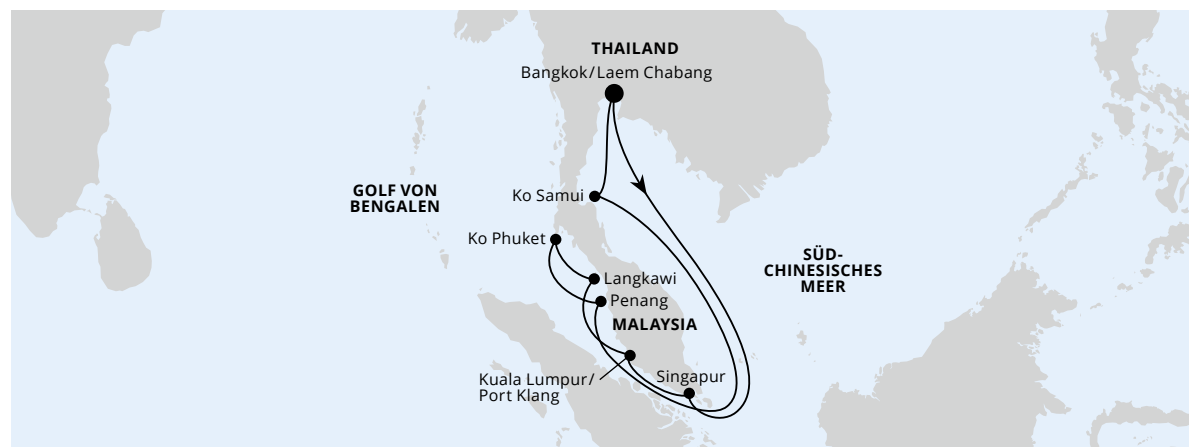 THAILAND
Bangkok/Laem Chabang
GOLF VON
BENGALEN
Ko Samui
Ko Phuket
SÜD-
CHINESISCHES
MEER
Langkawi
Penang
MALAYSIA
Kuala Lumpur/
Port Klang
Singapur